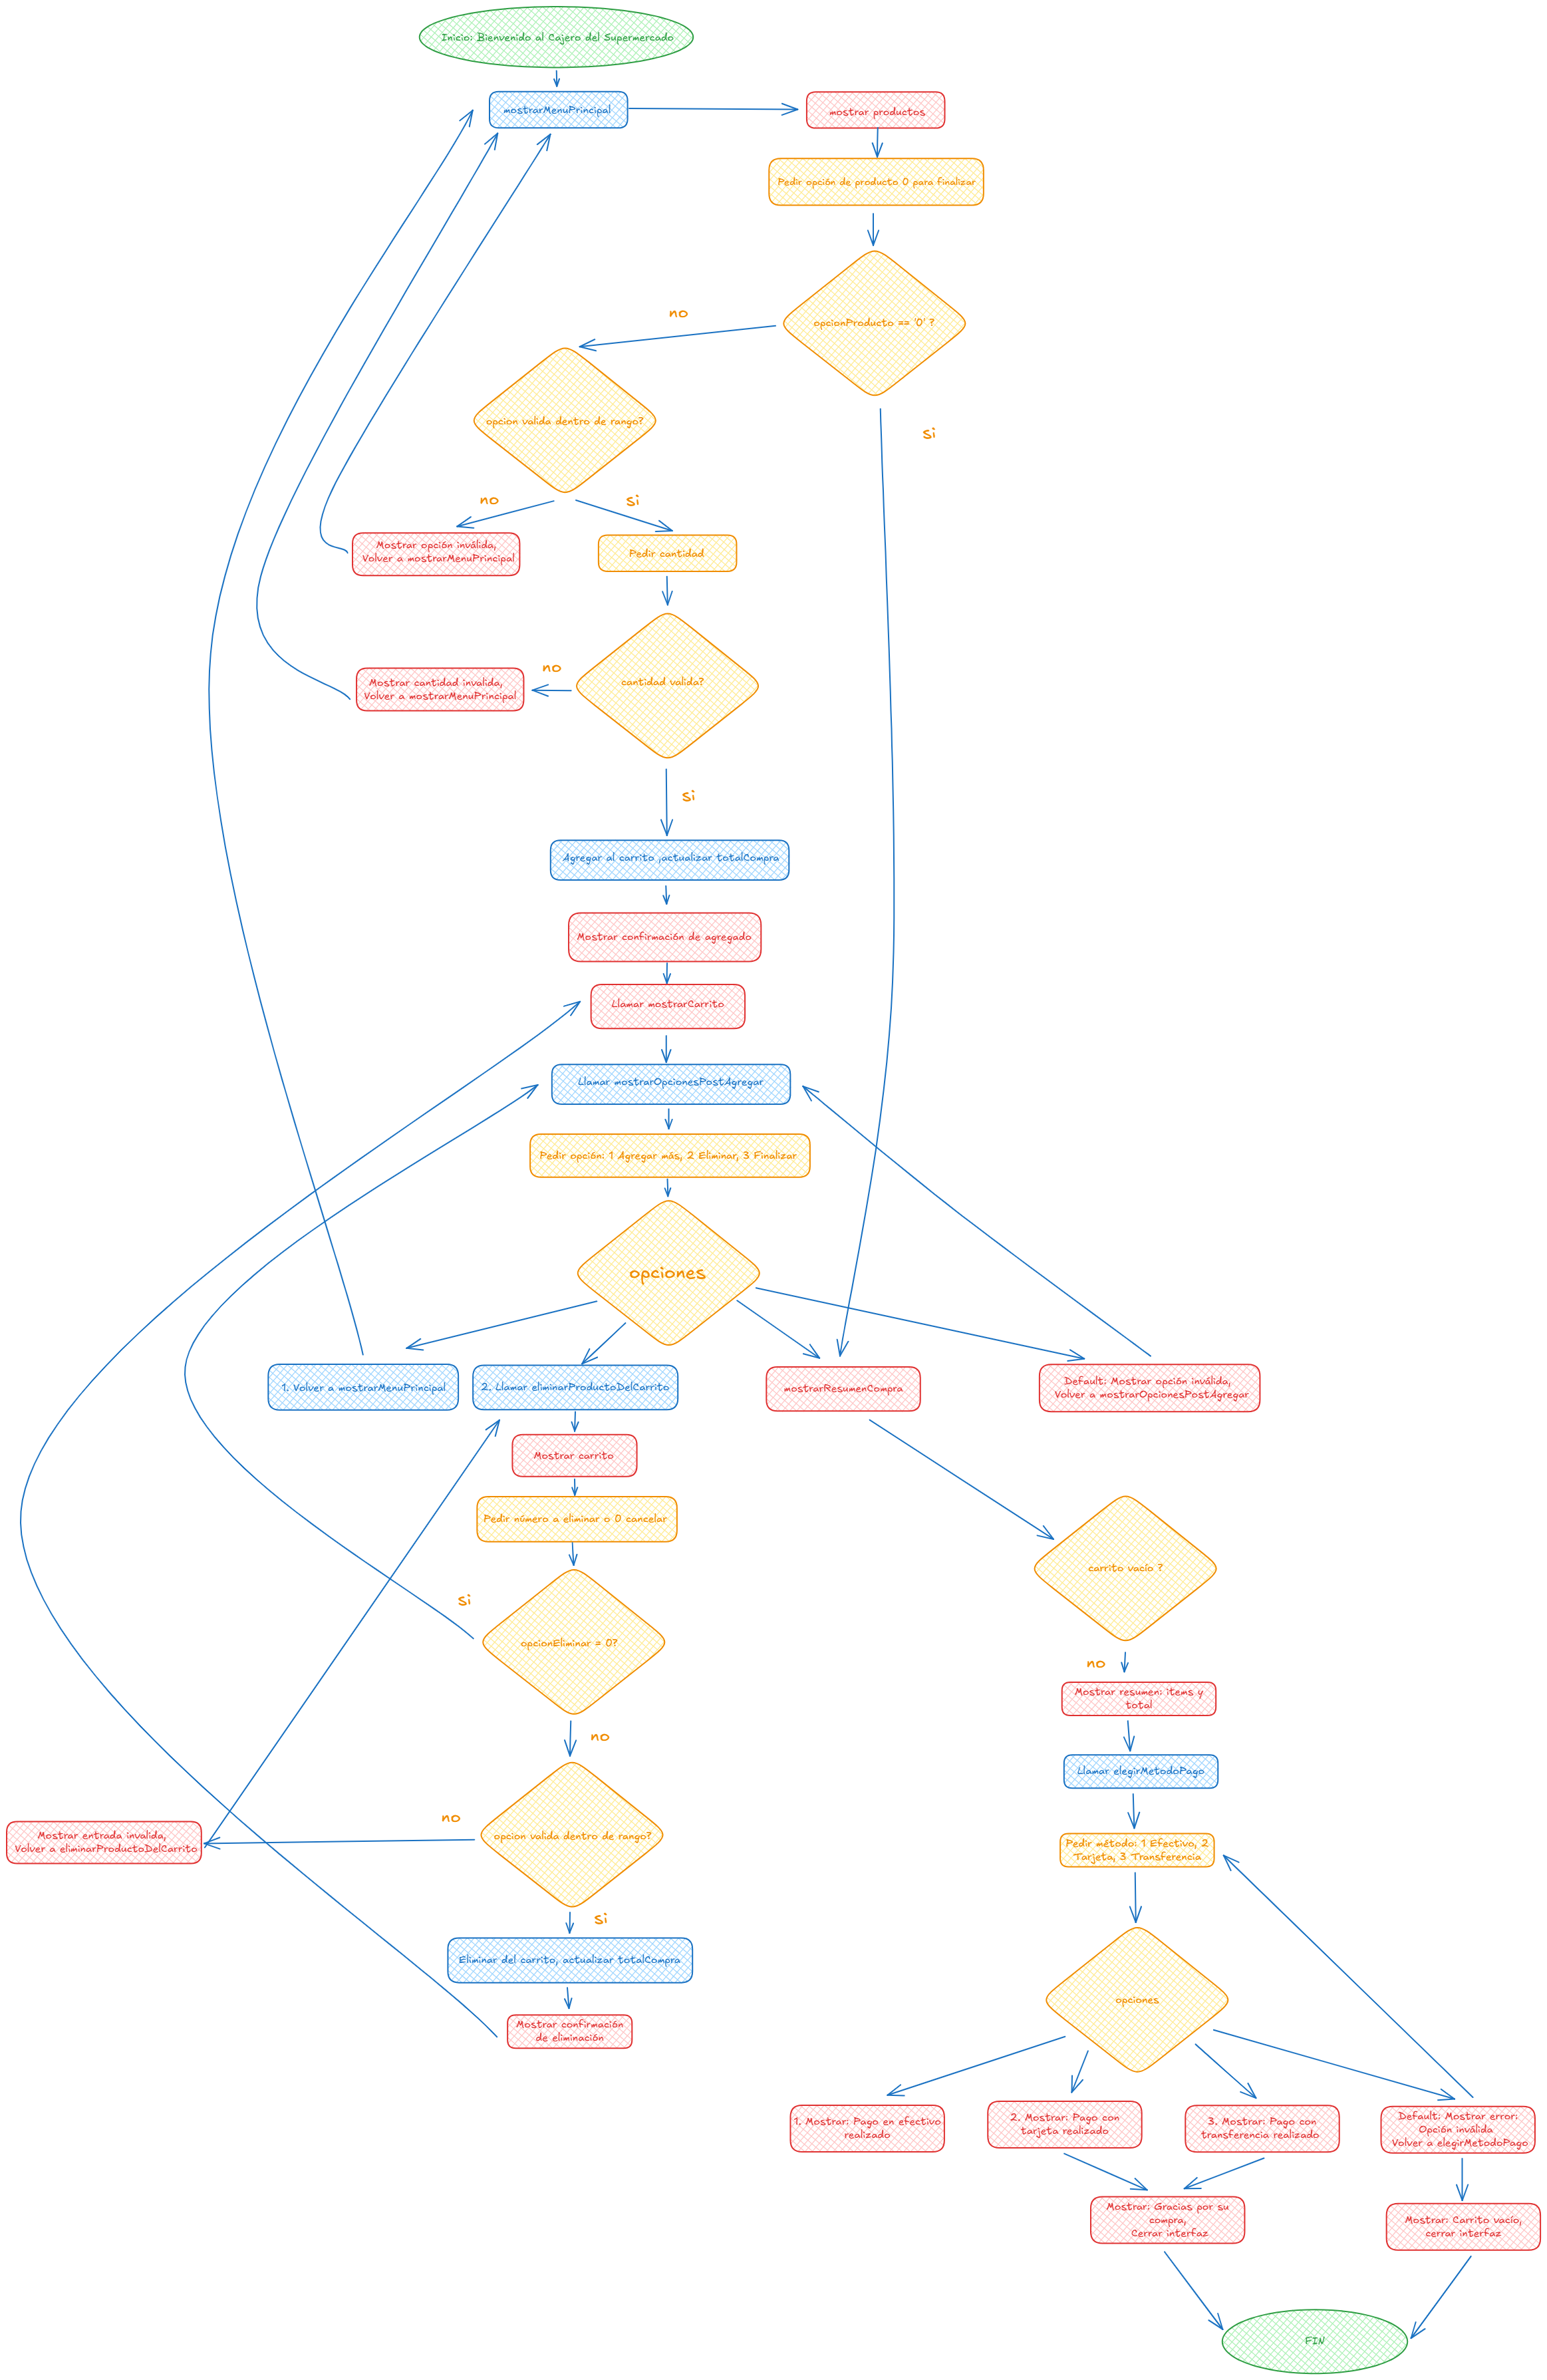 Inicio: Bienvenido al Cajero del Supermercado
mostrarMenuPrincipal
mostrar productos
Pedir opción de producto 0 para finalizar
opcionProducto == '0' ?
no
si
opcion valida dentro de rango?
no
si
Mostrar opción inválida,
Volver a mostrarMenuPrincipal
Pedir cantidad
cantidad valida?
no
Mostrar cantidad invalida,
Volver a mostrarMenuPrincipal
si
Agregar al carrito ,actualizar totalCompra
Mostrar confirmación de agregado
Llamar mostrarCarrito
Llamar mostrarOpcionesPostAgregar
Pedir opción: 1 Agregar más, 2 Eliminar, 3 Finalizar
opciones
1. Volver a mostrarMenuPrincipal
2. Llamar eliminarProductoDelCarrito
mostrarResumenCompra
Default: Mostrar opción inválida,
Volver a mostrarOpcionesPostAgregar
Mostrar carrito
Pedir número a eliminar o 0 cancelar
si
opcionEliminar = 0?
no
opcion valida dentro de rango?
no
Mostrar entrada invalida,
Volver a eliminarProductoDelCarrito
si
Eliminar del carrito, actualizar totalCompra
Mostrar confirmación
de eliminación
carrito vacío ?
no
Mostrar resumen: items y
total
Llamar elegirMetodoPago
Pedir método: 1 Efectivo, 2
Tarjeta, 3 Transferencia
opciones
1. Mostrar: Pago en efectivo
realizado
2. Mostrar: Pago con
tarjeta realizado
3. Mostrar: Pago con
transferencia realizado
Default: Mostrar error:
Opción inválida
Volver a elegirMetodoPago
Mostrar: Gracias por su
compra,
Cerrar interfaz
Mostrar: Carrito vacío,
cerrar interfaz
FIN